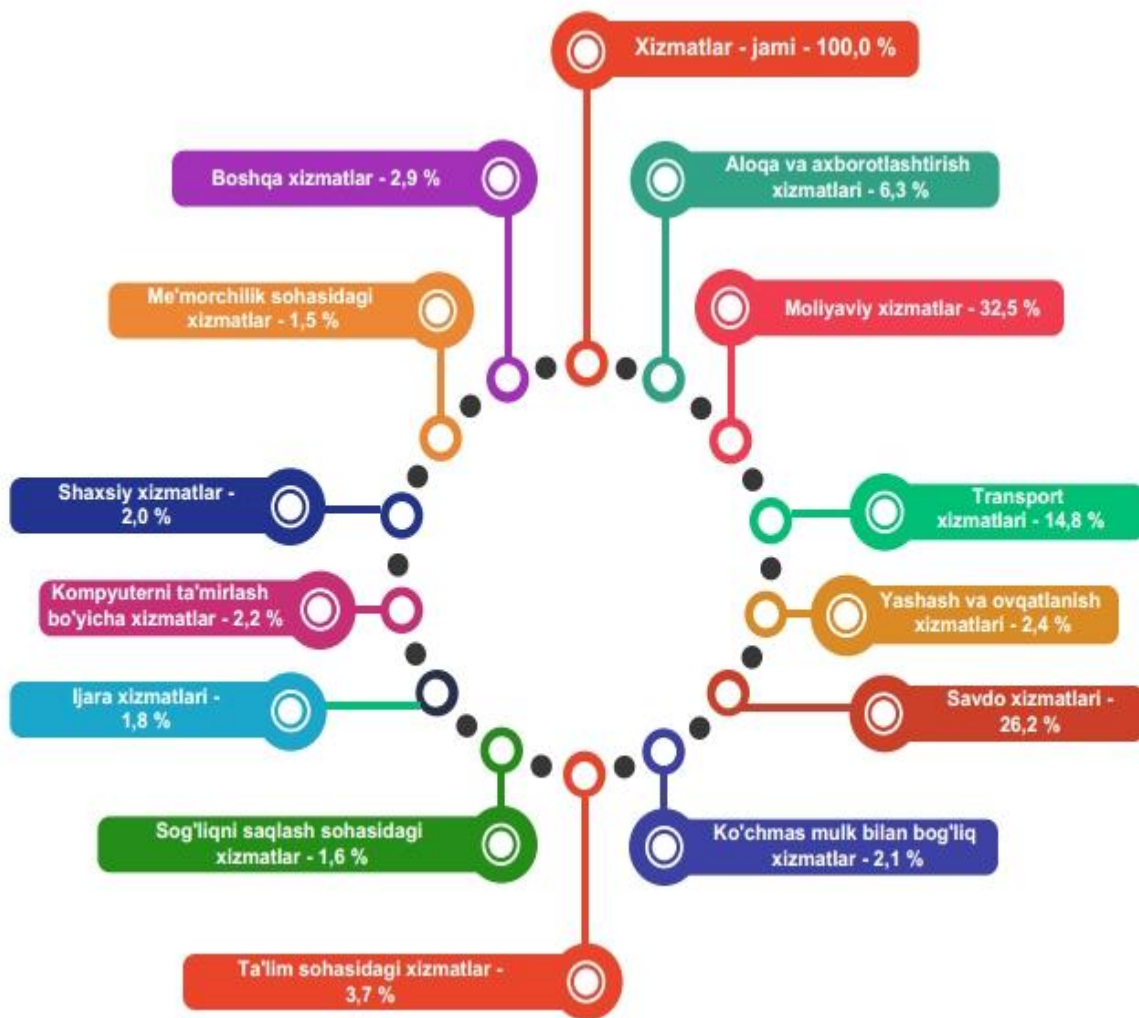 Xizmatlar - jami - 100,0 %
Boshqa xizmatlar - 2,9 %
Aloqa va axborotlashtirish
xizmatlari - 6,3 %
Me'morchilik sohasidagi
xizmatlar - 1,5 %
Moliyaviy xizmatlar - 32,5 %
Shaxsiy xizmatlar -
2,0 %
Transport
xizmatlari - 14,8 %
Kompyuterni ta'mirlash
bo'yicha xizmatlar - 2,2 %
Yashash va ovqatlanish
xizmatlari - 2,4 %
Ijara xizmatlari -
1,8 %
Savdo xizmatlari -
26,2 %
Sog'liqni saqlash sohasidagi
xizmatlar - 1,6 %
Ko'chmas mulk bilan bog'liq
xizmatlar - 2,1 %
Ta'lim sohasidagi xizmatlar -
3,7 %